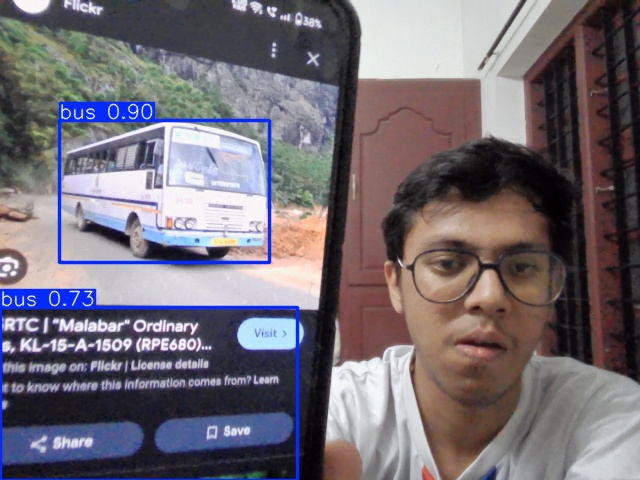 Flickr
38%
bus 0.90
bus 0.73
RTC | "Malabar" Ordinary
s, KL-15-A-1509 (RPE680)...
Visit >
this image on: Flickr | License details
t to know where this information comes from? Learn
Share
Save